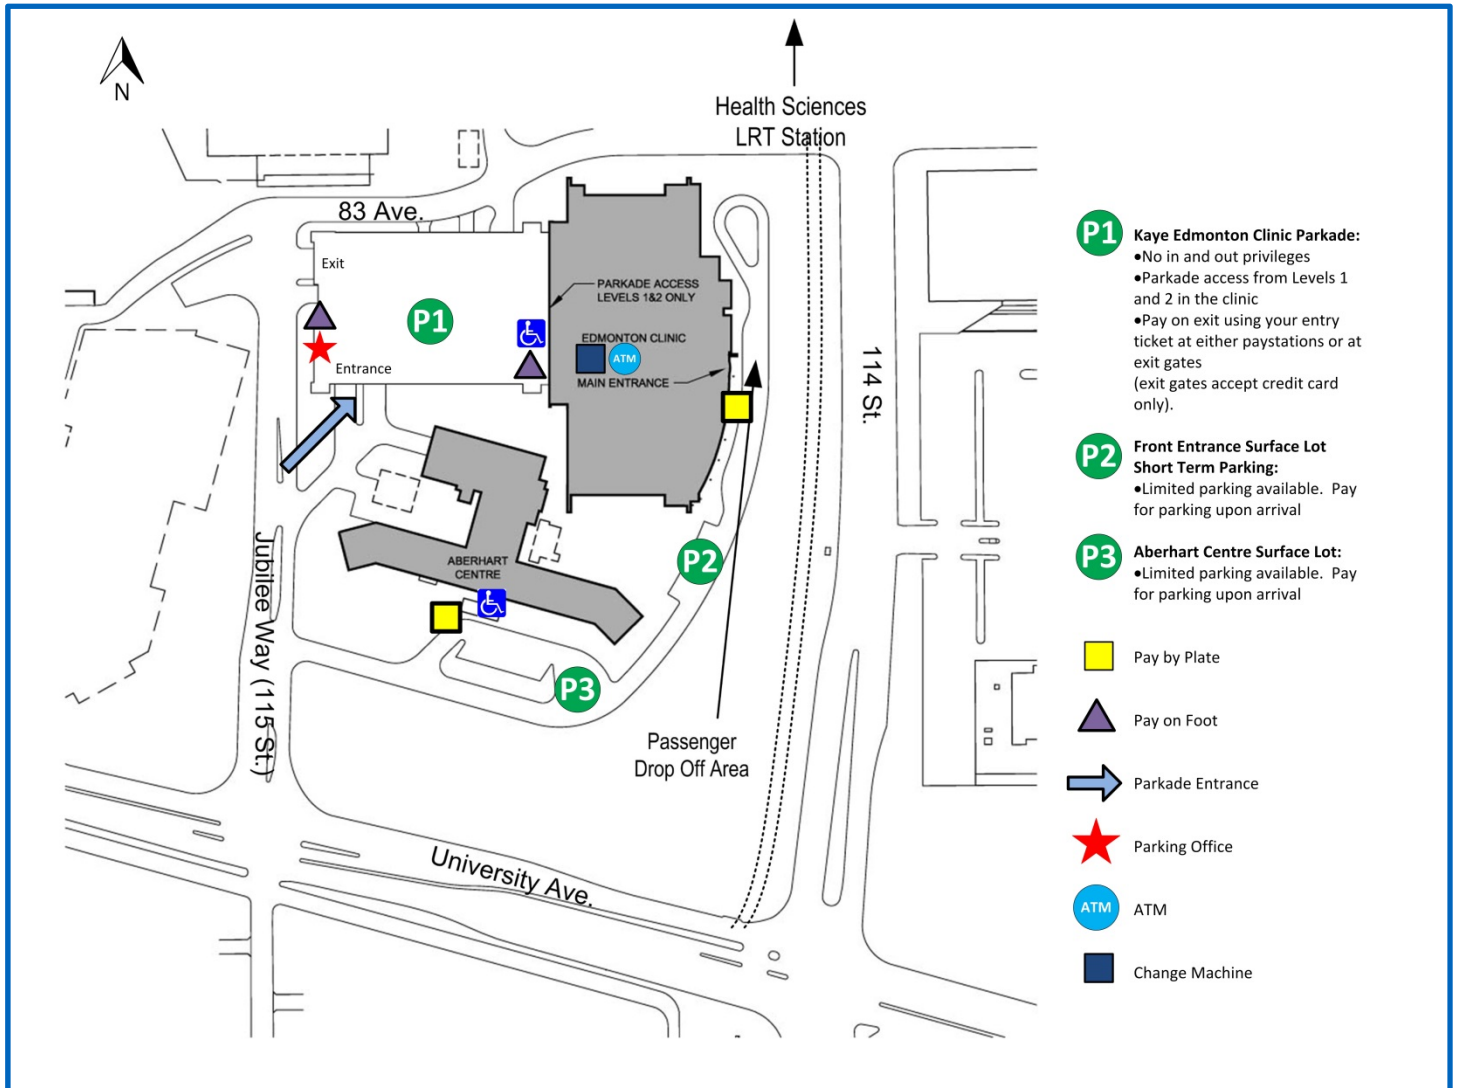 N
Health Sciences
LRT Station
83 Ave.
Exit
P1
Entrance
PARKADE ACCESS
LEVELS 1&2 ONLY
EDMONTON CLINIC
ATM
MAIN ENTRANCE
114 St.
ABERHART
CENTRE
P2
P3
Jubilee Way (115 St.)
Passenger
Drop Off Area
University Ave.
P1
Kaye Edmonton Clinic Parkade:
•No in and out privileges
•Parkade access from Levels 1
and 2 in the clinic
•Pay on exit using your entry
ticket at either paystations or at
exit gates
(exit gates accept credit card
only).
P2
Front Entrance Surface Lot
Short Term Parking:
•Limited parking available.  Pay
for parking upon arrival
P3
Aberhart Centre Surface Lot:
•Limited parking available.  Pay
for parking upon arrival
Pay by Plate
Pay on Foot
Parkade Entrance
Parking Office
ATM
ATM
Change Machine